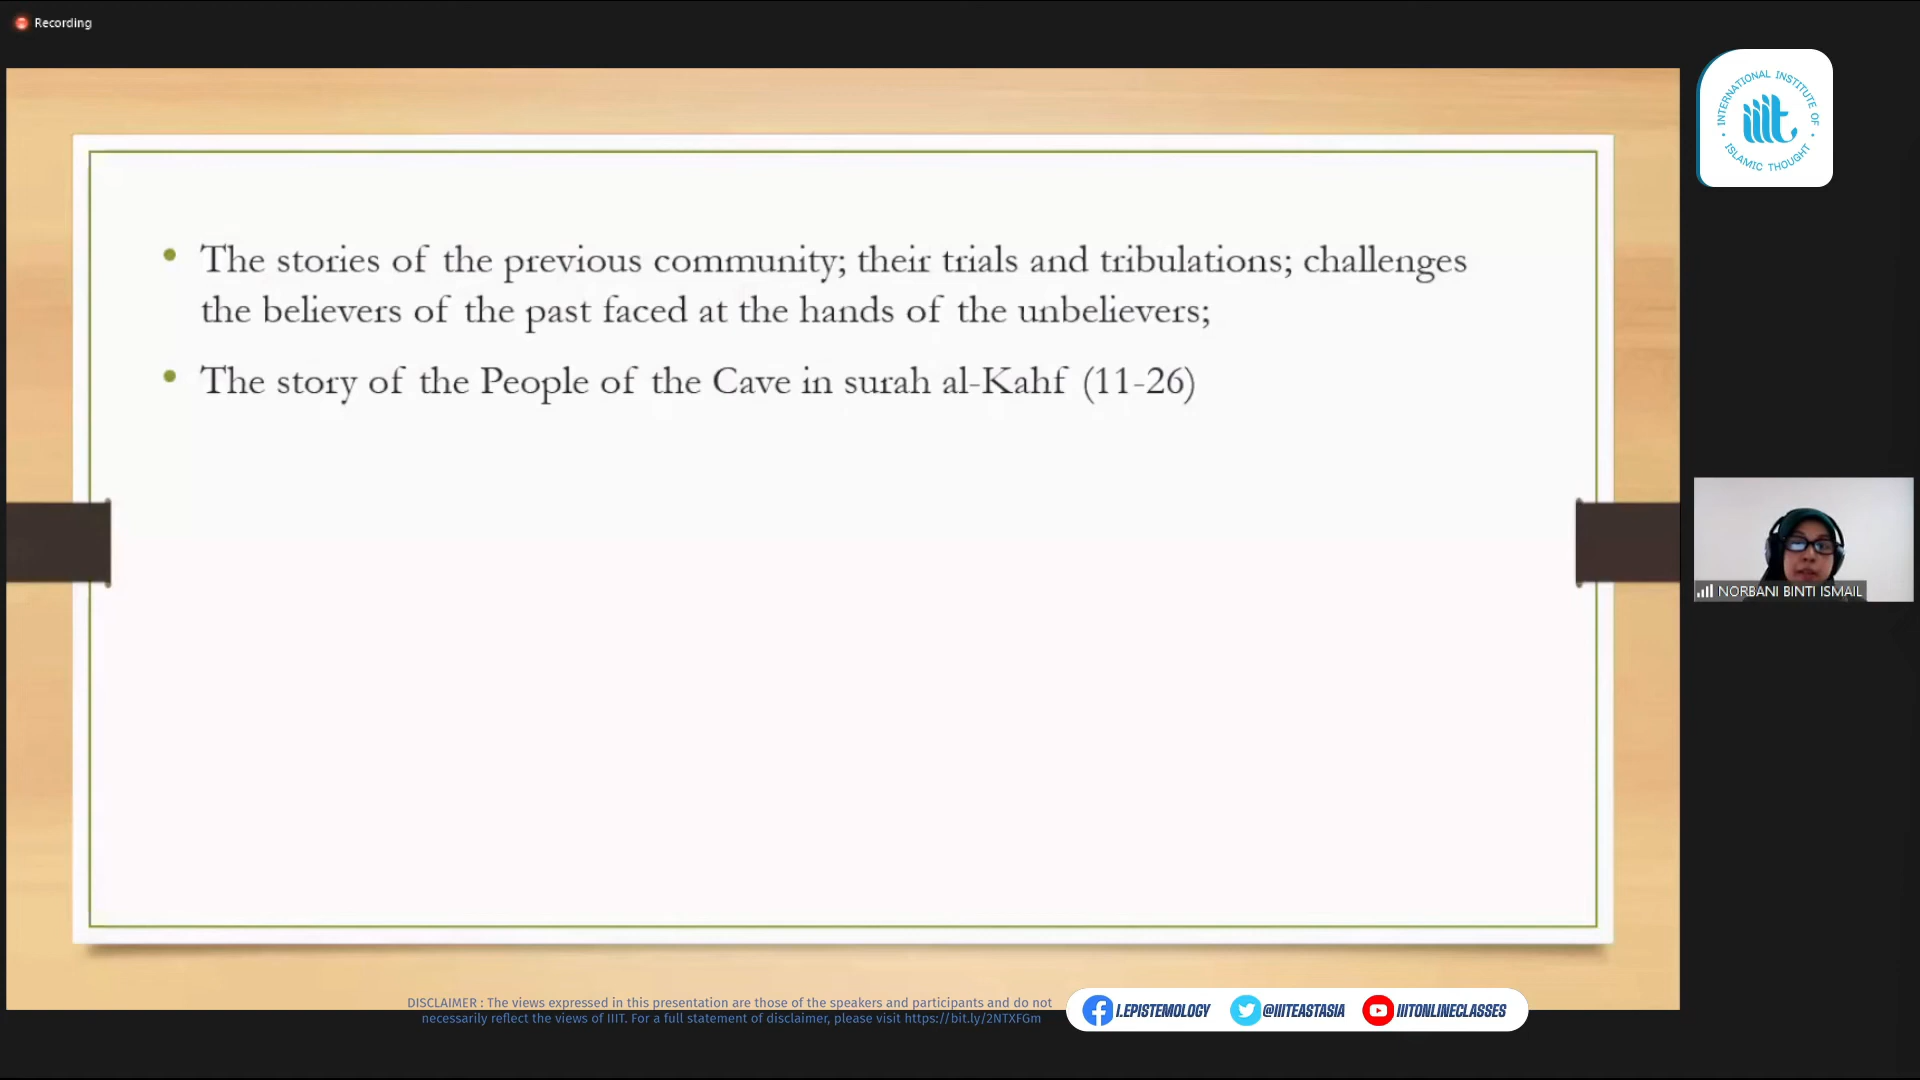 Recording
INTERNATIONAL INSTITUTE OF
iiit
ISLAMIC THOUGHT
• The stories of the previous community; their trials and tribulations; challenges
the believers of the past faced at the hands of the unbelievers;
• The story of the People of the Cave in surah al-Kahf (11-26)
NORBANI BINTI ISMAIL
DISCLAIMER : The views expressed in this presentation are those of the speakers and participants and do not
necessarily reflect the views of IIIT. For a full statement of disclaimer, please visit https://bit.ly/2NTXFGm
I.EPISTEMOLOGY @IIITEASTASIA IIITONLINECLASSES